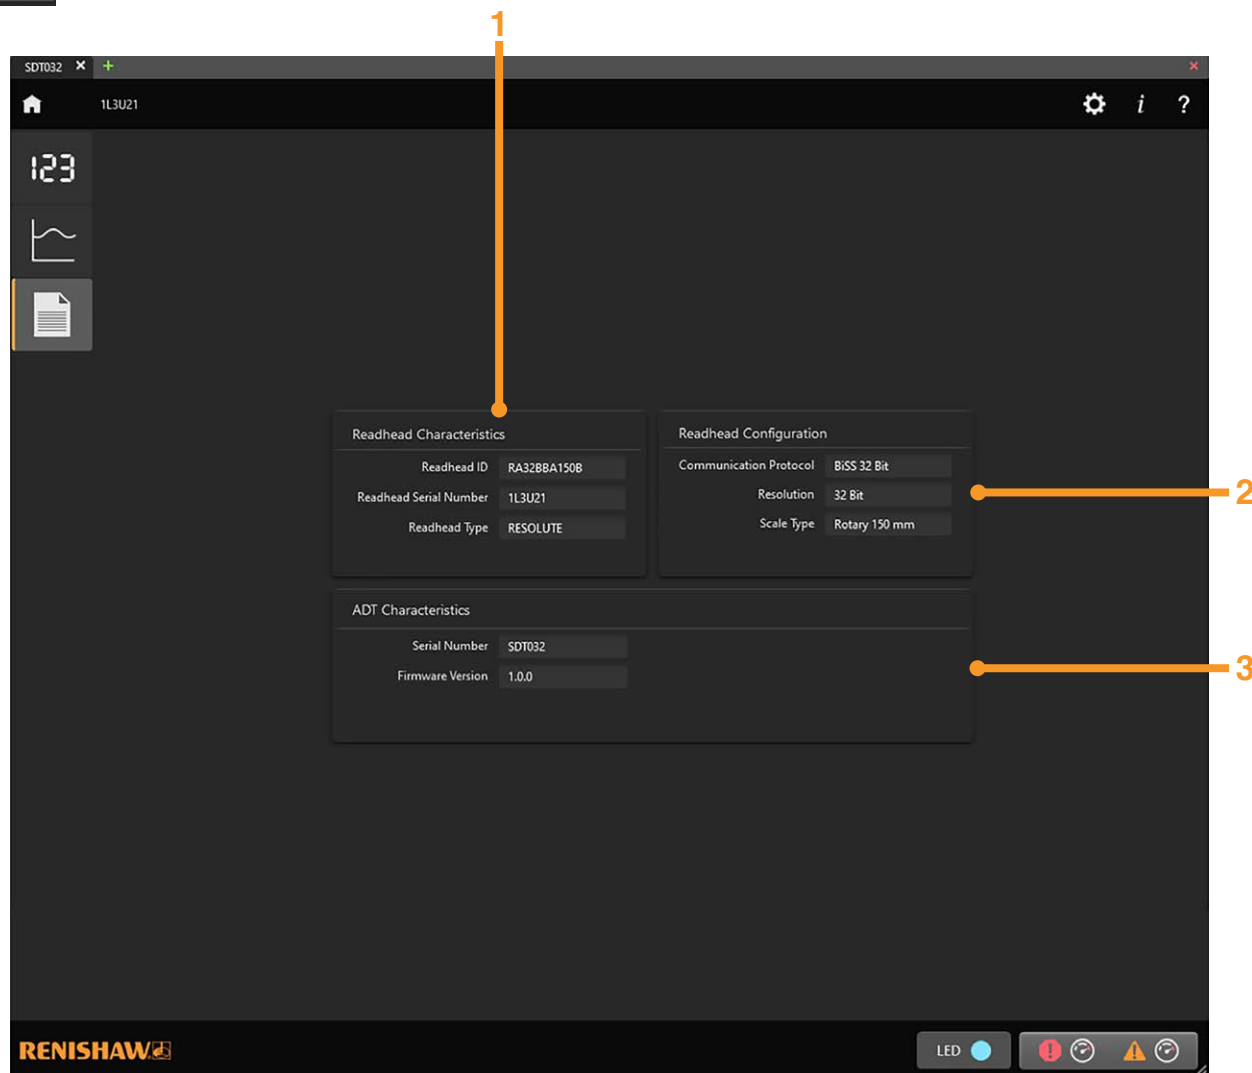 1
SDT032
1L3U21
i ?
123
Readhead Characteristics
Readhead ID RA32BBA150B
Readhead Serial Number 1L3U21
Readhead Type RESOLUTE
Readhead Configuration
Communication Protocol BiSS 32 Bit
Resolution 32 Bit
Scale Type Rotary 150 mm
2
ADT Characteristics
Serial Number SDT032
Firmware Version 1.0.0
3
RENISHAW
LED